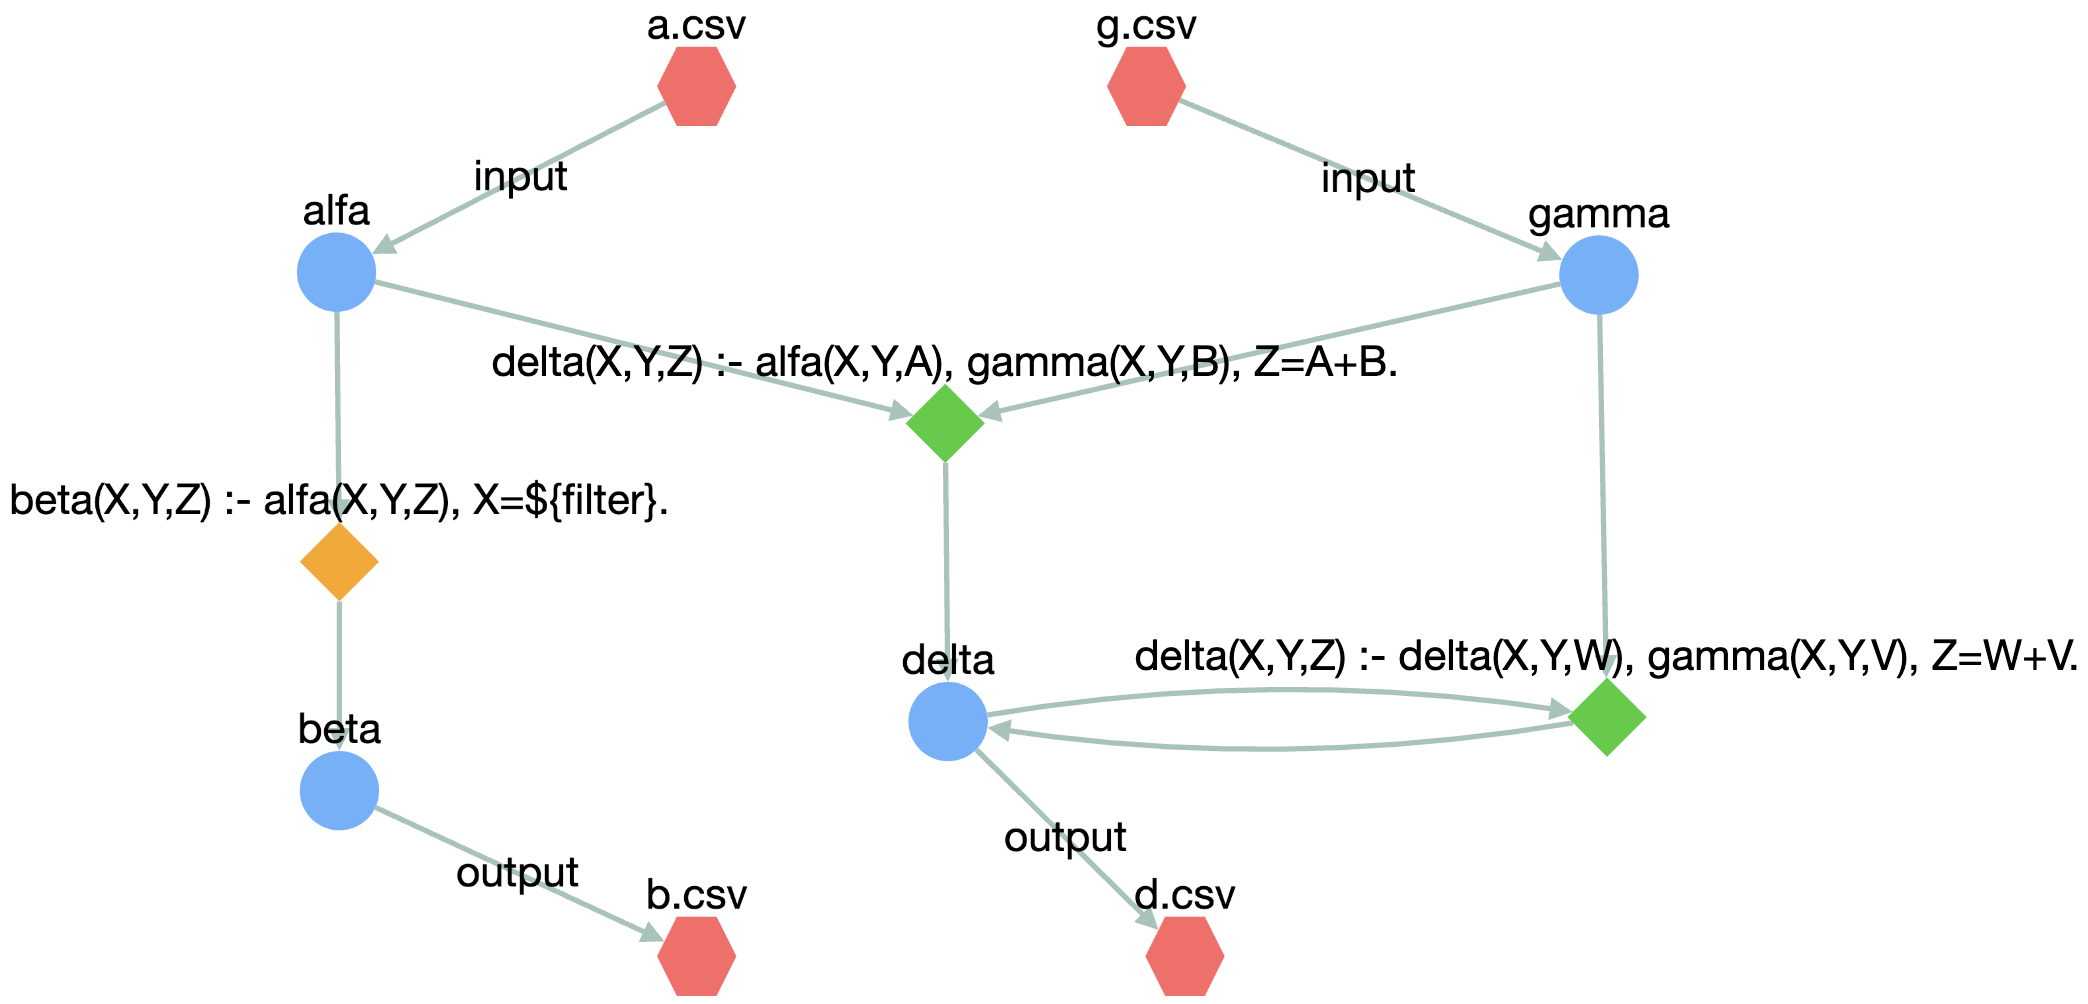 a.csv
g.csv
input
input
alfa
gamma
delta(X,Y,Z) :- alfa(X,Y,A), gamma(X,Y,B), Z=A+B.
beta(X,Y,Z) :- alfa(X,Y,Z), X=${filter}.
delta
delta(X,Y,Z) :- delta(X,Y,W), gamma(X,Y,V), Z=W+V.
beta
output
output
b.csv
d.csv